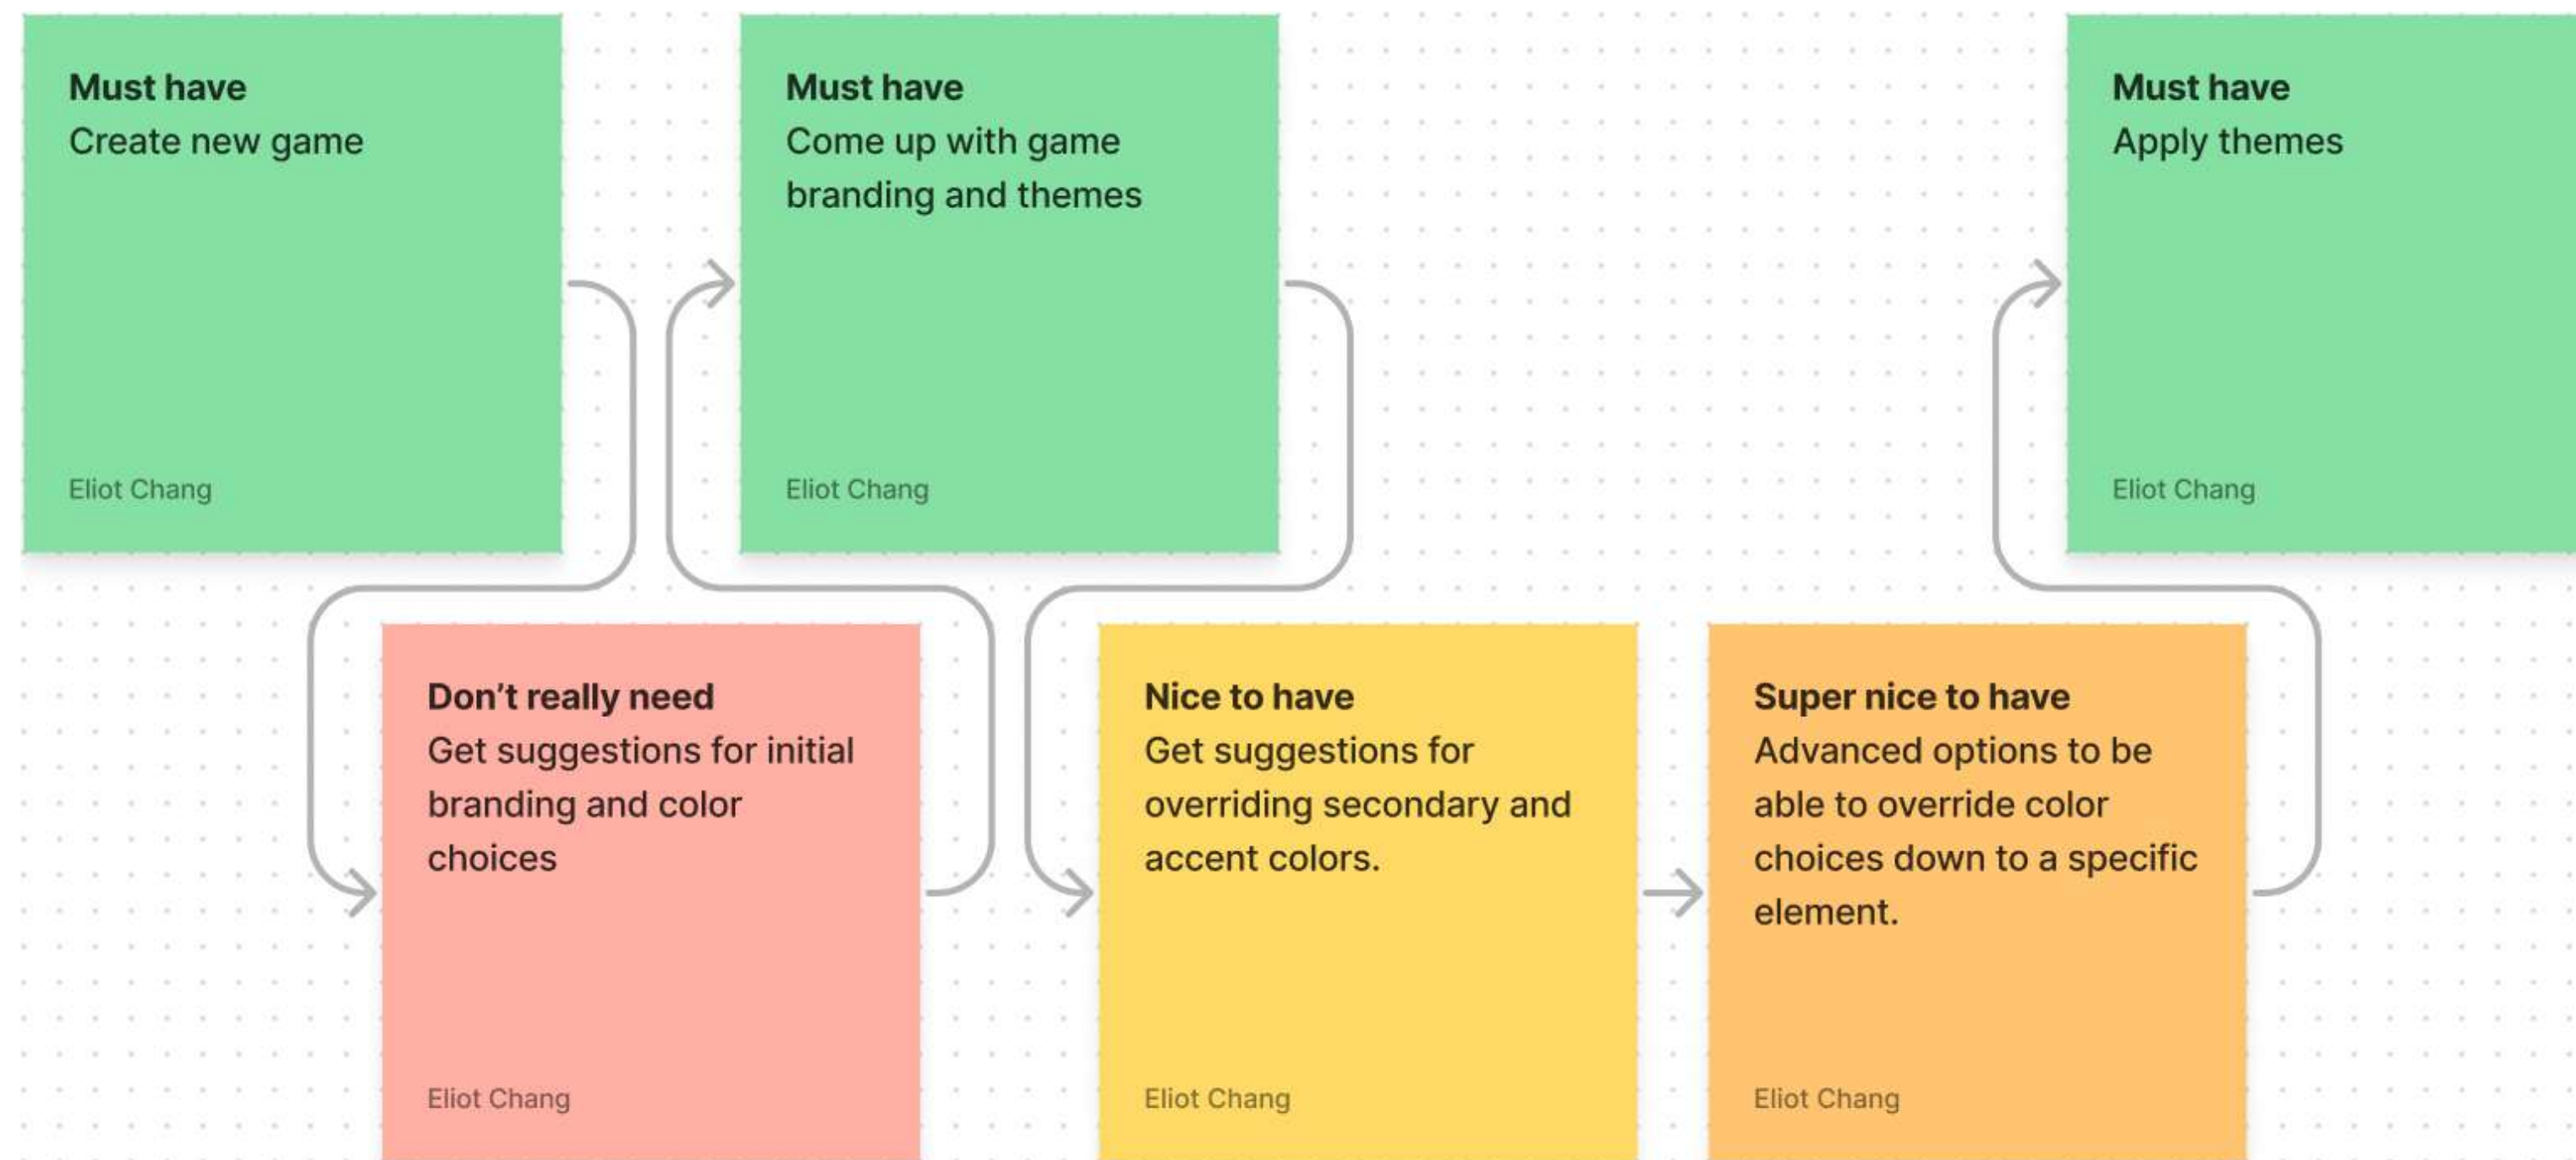 Must have
Create new game
Eliot Chang
Must have
Come up with game
branding and themes
Eliot Chang
Must have
Apply themes
Eliot Chang
Don’t really need
Get suggestions for initial
branding and color
choices
Eliot Chang
Nice to have
Get suggestions for
overriding secondary and
accent colors.
Eliot Chang
Super nice to have
Advanced options to be
able to override color
choices down to a specific
element.
Eliot Chang